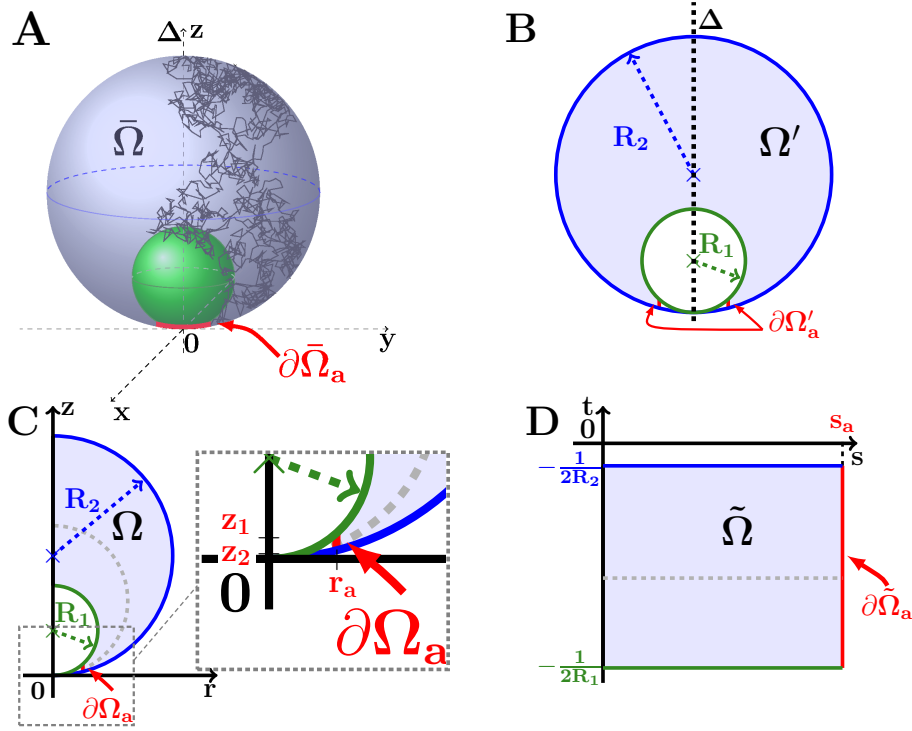 A
Δ z
Ω̄
0
y
x
∂Ω̄ₐ
B
Δ
R₂
Ω′
R₁
∂Ω′ₐ
C
z
R₂
Ω
R₁
0
r
∂Ωₐ
z₁
z₂
0
rₐ
∂Ωₐ
D
t
0
sₐ
s
−1/2R₂
Ω̃
∂Ω̃ₐ
−1/2R₁